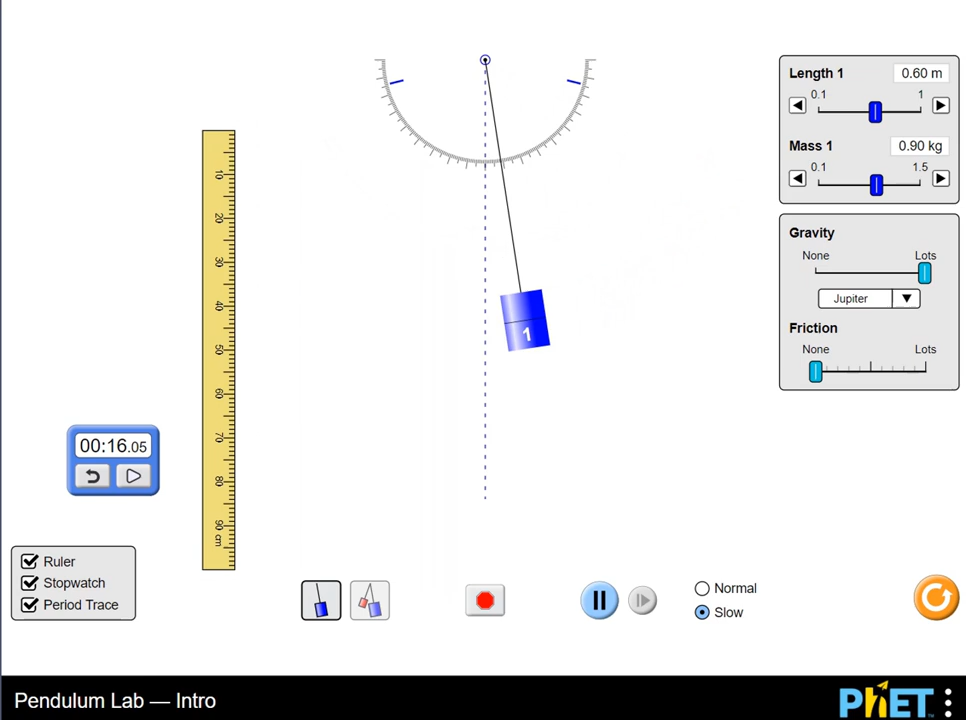 Length 1
0.60 m
0.1
1
Mass 1
0.90 kg
0.1
1.5
Gravity
None
Lots
Jupiter
Friction
None
Lots
10
20
30
40
50
60
70
80
90 cm
1
00:16.05
Ruler
Stopwatch
Period Trace
Normal
Slow
Pendulum Lab — Intro
PhET